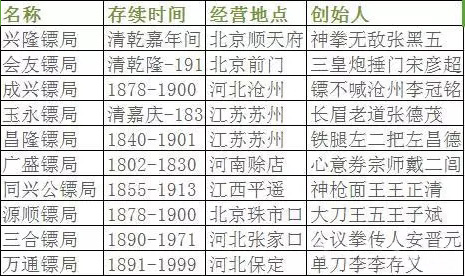 名称 存续时间 经营地点 创始人
兴隆镖局 清乾嘉年间 北京顺天府 神拳无敌张黑五
会友镖局 清乾隆-191 北京前门 三皇炮捶门宋彦超
成兴镖局 1878-1900 河北沧州 镖不喊沧州李冠铭
玉永镖局 清嘉庆-183 江苏苏州 长眉老道张德茂
昌隆镖局 1840-1901 江苏苏州 铁腿左二把左昌德
广盛镖局 1802-1830 河南赊店 心意券宗师戴二闾
同兴公镖局 1855-1913 江西平遥 神枪面王王正清
源顺镖局 1878-1900 北京珠市口 大刀王五王子斌
三合镖局 1890-1971 河北张家口 公议拳传人安晋元
万通镖局 1891-1999 河北保定 单刀李李存乂